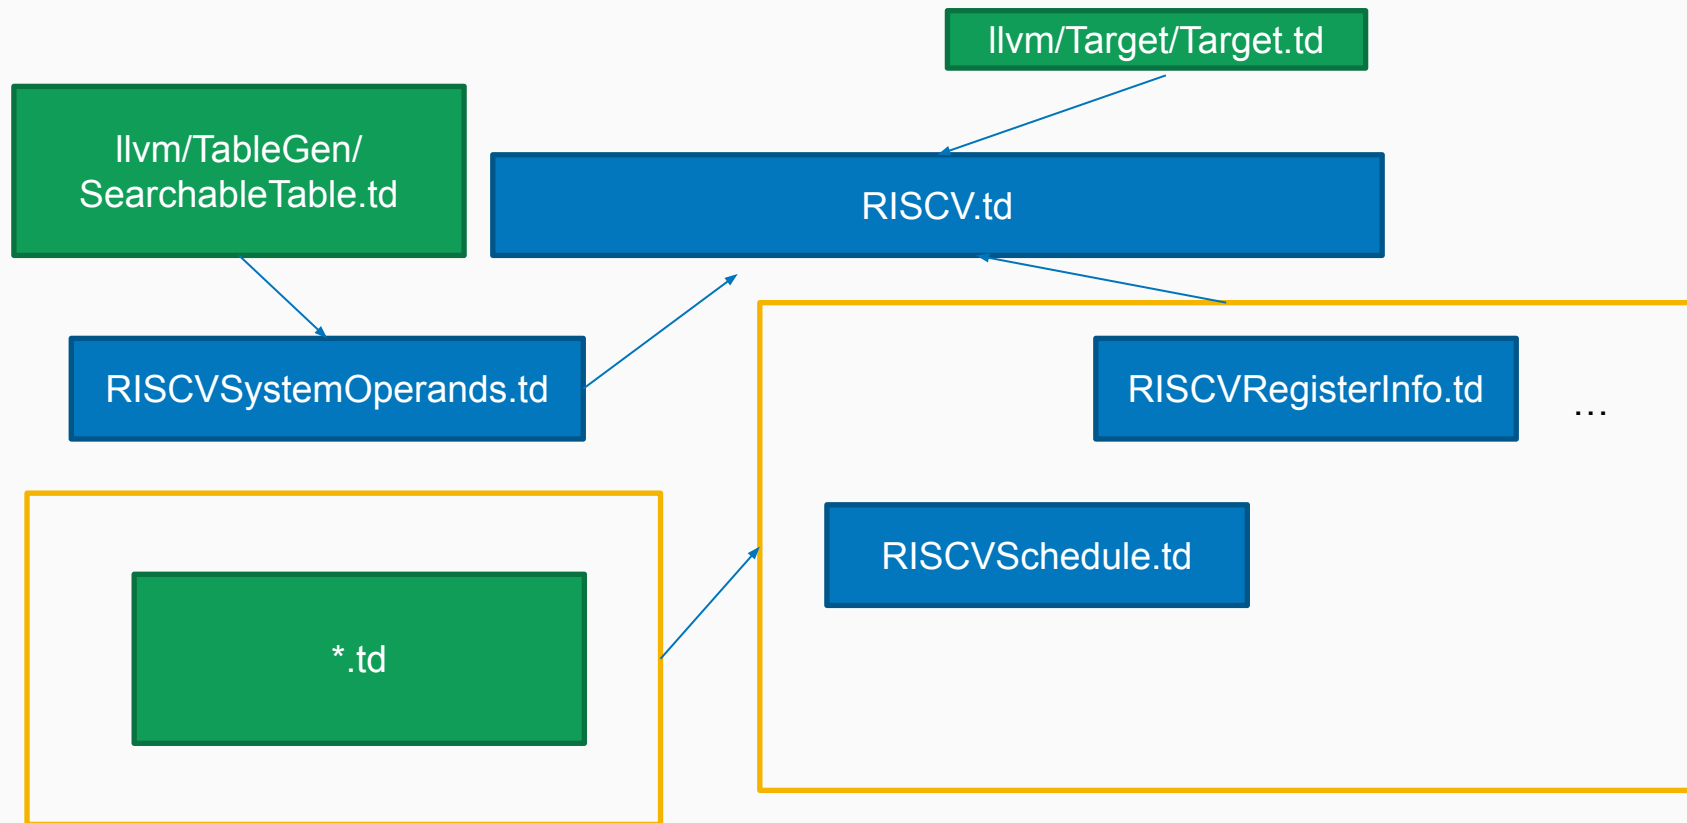 llvm/Target/Target.td
llvm/TableGen/
SearchableTable.td
RISCV.td
RISCVSystemOperands.td
RISCVRegisterInfo.td
...
RISCVSchedule.td
*.td